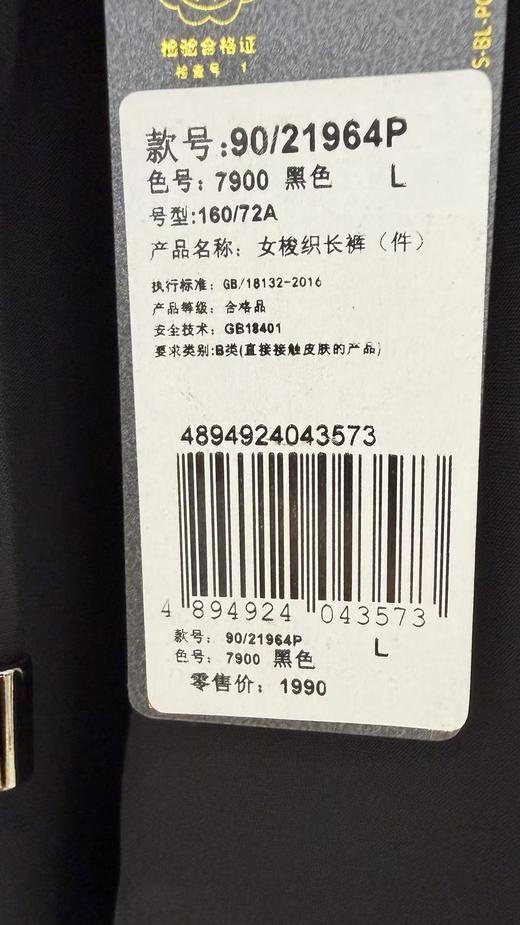 检验合格证
检查号 1
S-BL-P
款号:90/21964P
色号: 7900 黑色 L
号型:160/72A
产品名称: 女梭织长裤（件）
执行标准: GB/18132-2016
产品等级: 合格品
安全技术: GB18401
要求类别:B类(直接接触皮肤的产品)
4894924043573
4 894924 043573
款号: 90/21964P
色号: 7900 黑色 L
零售价: 1990